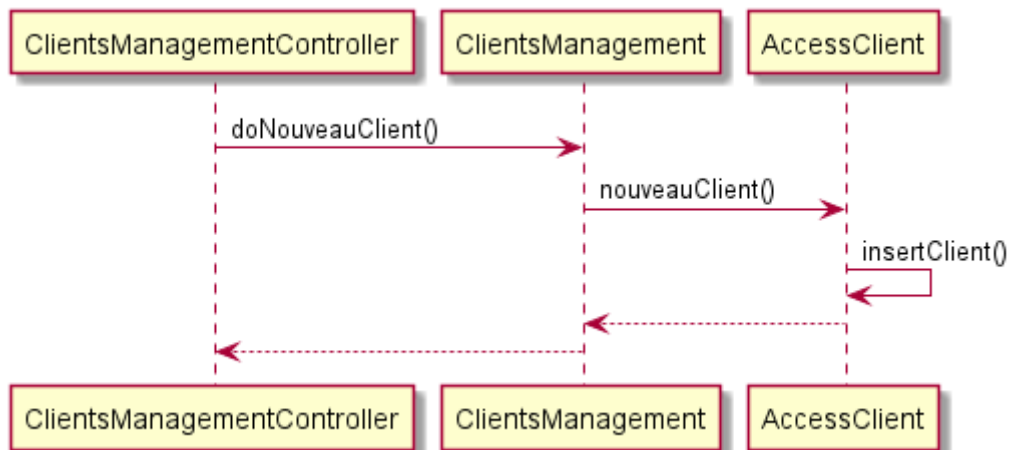 ClientsManagementController ClientsManagement AccessClient
doNouveauClient()
nouveauClient()
insertClient()
ClientsManagementController ClientsManagement AccessClient